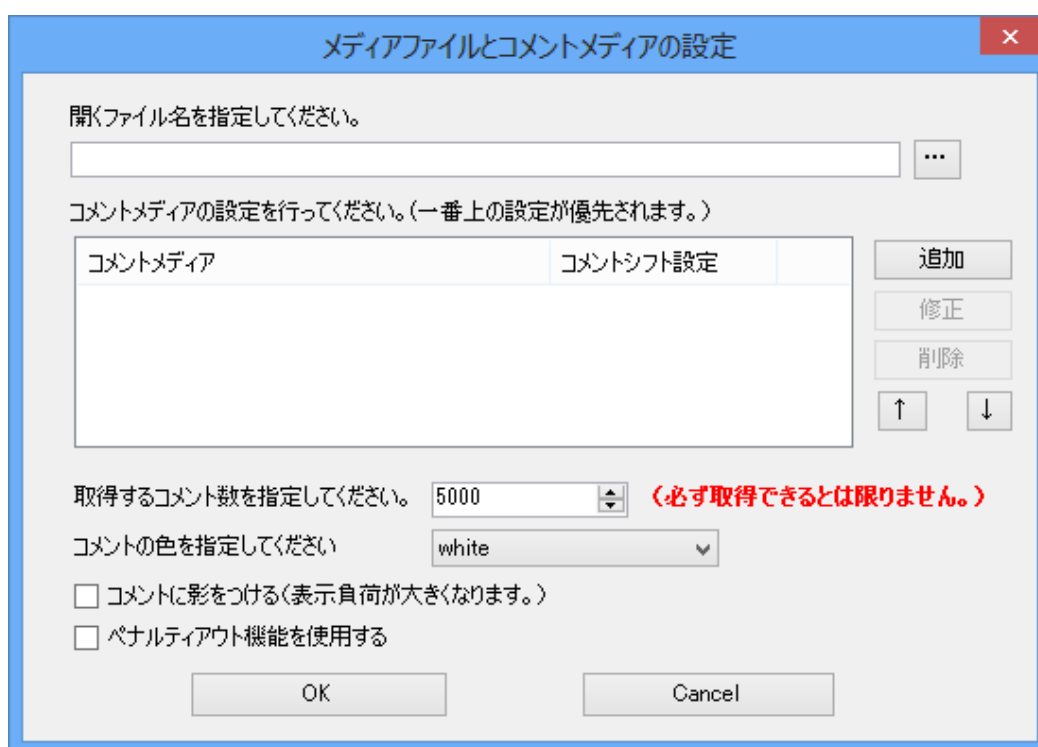 メディアファイルとコメントメディアの設定
×
開くファイル名を指定してください。
...
コメントメディアの設定を行ってください。(一番上の設定が優先されます。)
コメントメディア コメントシフト設定
追加
修正
削除
↑ ↓
取得するコメント数を指定してください。 5000 (必ず取得できるとは限りません。)
コメントの色を指定してください white
コメントに影をつける(表示負荷が大きくなります。)
ペナルティアウト機能を使用する
OK Cancel